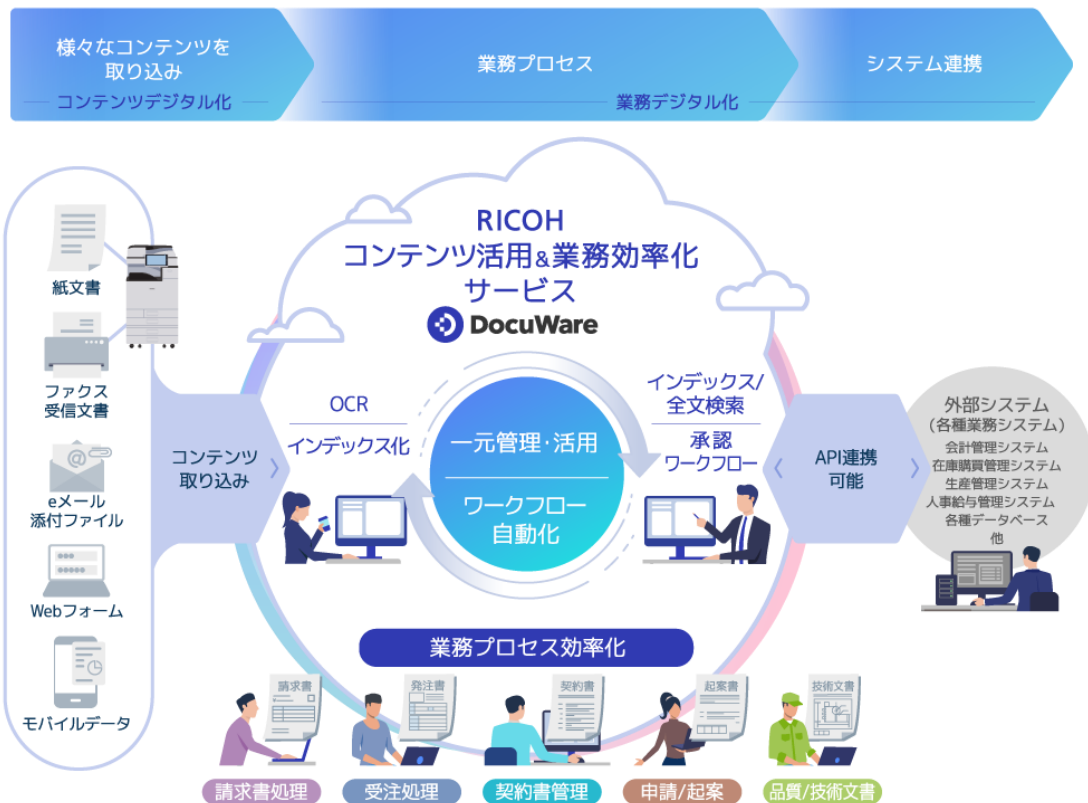 様々なコンテンツを
取り込み
コンテンツデジタル化
業務プロセス
業務デジタル化
システム連携
RICOH
コンテンツ活用&業務効率化
サービス
DocuWare
紙文書
ファクス
受信文書
eメール
添付ファイル
Webフォーム
モバイルデータ
コンテンツ
取り込み
OCR
インデックス化
一元管理・活用
ワークフロー
自動化
インデックス/
全文検索
承認
ワークフロー
API連携
可能
外部システム
(各種業務システム)
会計管理システム
在庫購買管理システム
生産管理システム
人事給与管理システム
各種データベース
他
業務プロセス効率化
請求書
発注書
契約書
起案書
技術文書
請求書処理
受注処理
契約書管理
申請/起案
品質/技術文書